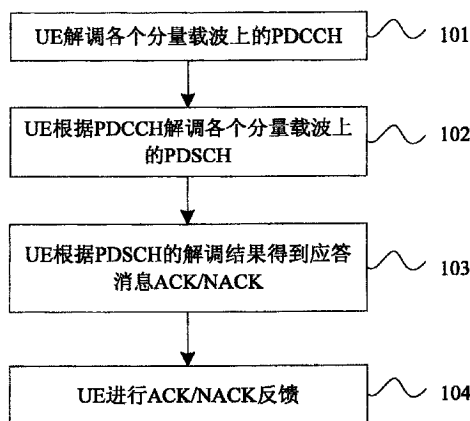 UE解调各个分量载波上的PDCCH
101
UE根据PDCCH解调各个分量载波上
的PDSCH
102
UE根据PDSCH的解调结果得到应答
消息ACK/NACK
103
UE进行ACK/NACK反馈
104